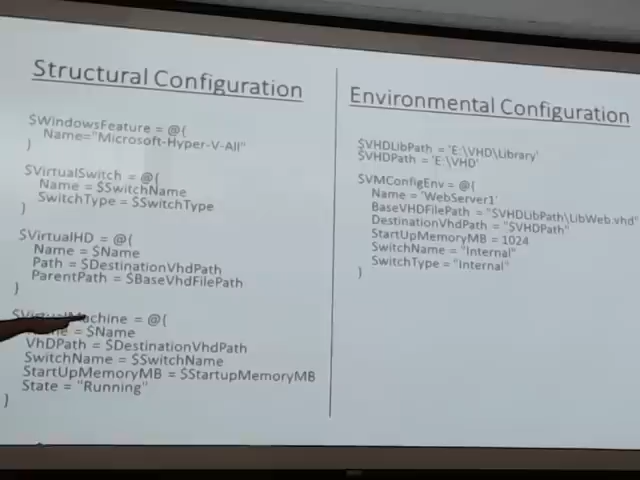 Structural Configuration
$WindowsFeature = @{
Name="Microsoft-Hyper-V-All"
}
$VirtualSwitch = @{
Name = $SwitchName
SwitchType = $SwitchType
}
$VirtualHD = @{
Name = $Name
Path = $DestinationVhdPath
ParentPath = $BaseVhdFilePath
}
$VirtualMachine = @{
= $Name
VhDPath = $DestinationVhdPath
SwitchName = $SwitchName
StartUpMemoryMB = $StartupMemoryMB
State = "Running"
}
Environmental Configuration
$VHDLibPath = 'E:\VHD\Library'
$VHDPath = 'E:\VHD'
$VMConfigEnv = @{
Name = 'WebServer1'
BaseVHDFilePath = "$VHDLibPath\LibWeb.vhd"
DestinationVhdPath = "$VHDPath"
StartUpMemoryMB = 1024
SwitchName = "Internal"
SwitchType = "Internal"
}